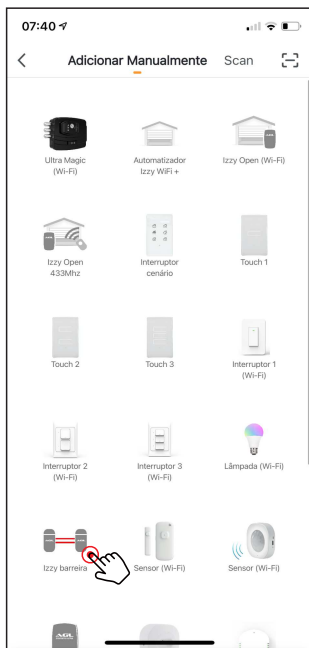 07:40
Adicionar Manualmente Scan
Ultra Magic
(Wi-Fi)
Automatizador
Izzy WiFi +
Izzy Open (Wi-Fi)
Izzy Open
433Mhz
Interruptor
cenário
Touch 1
Touch 2
Touch 3
Interruptor 1
(Wi-Fi)
Interruptor 2
(Wi-Fi)
Interruptor 3
(Wi-Fi)
Lâmpada (Wi-Fi)
Izzy barreira
Sensor (Wi-Fi)
Sensor (Wi-Fi)
AGL